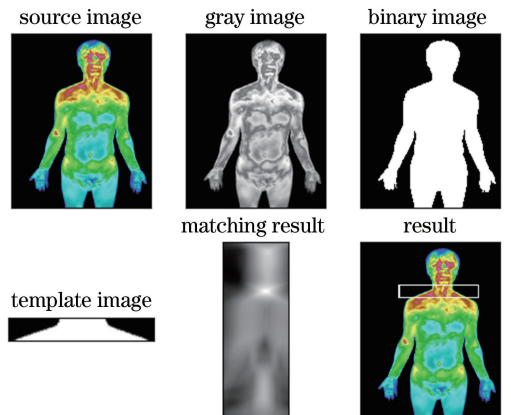 source image
gray image
binary image
matching result
result
template image